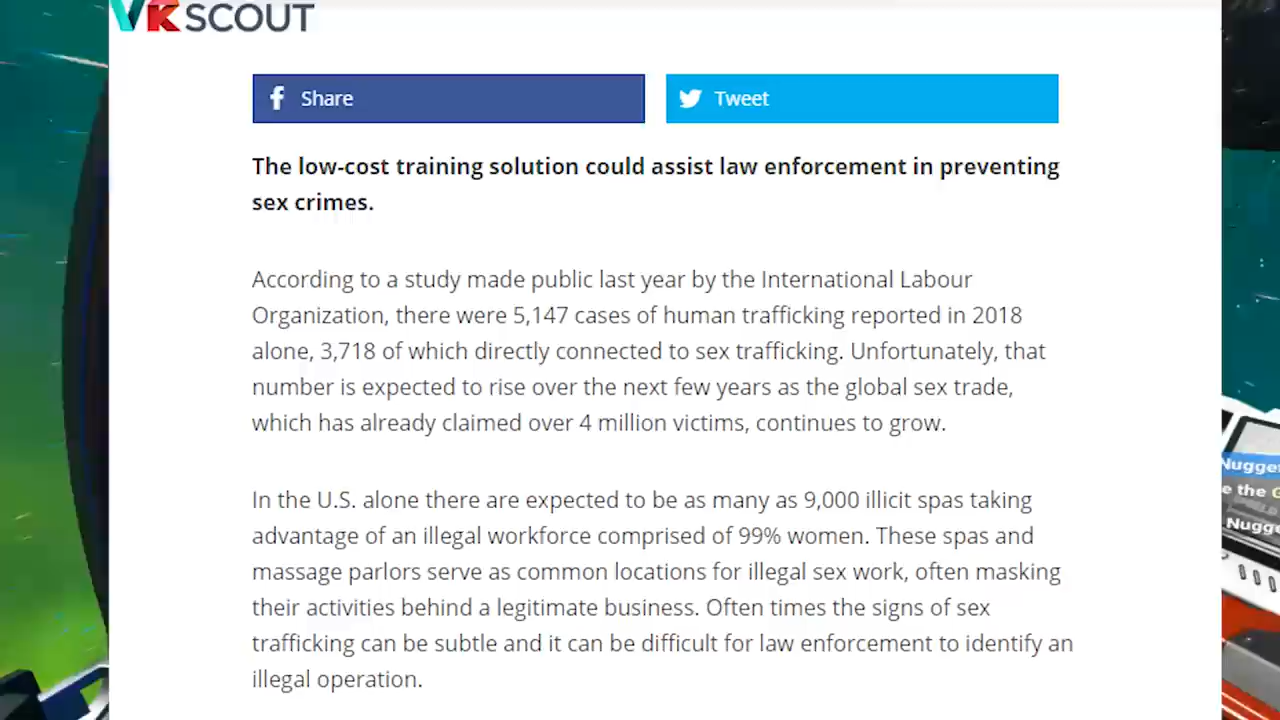 VRSCOUT
Share
Tweet
The low-cost training solution could assist law enforcement in preventing
sex crimes.
According to a study made public last year by the International Labour
Organization, there were 5,147 cases of human trafficking reported in 2018
alone, 3,718 of which directly connected to sex trafficking. Unfortunately, that
number is expected to rise over the next few years as the global sex trade,
which has already claimed over 4 million victims, continues to grow.
In the U.S. alone there are expected to be as many as 9,000 illicit spas taking
advantage of an illegal workforce comprised of 99% women. These spas and
massage parlors serve as common locations for illegal sex work, often masking
their activities behind a legitimate business. Often times the signs of sex
trafficking can be subtle and it can be difficult for law enforcement to identify an
illegal operation.
Nugge
e the
Nugg